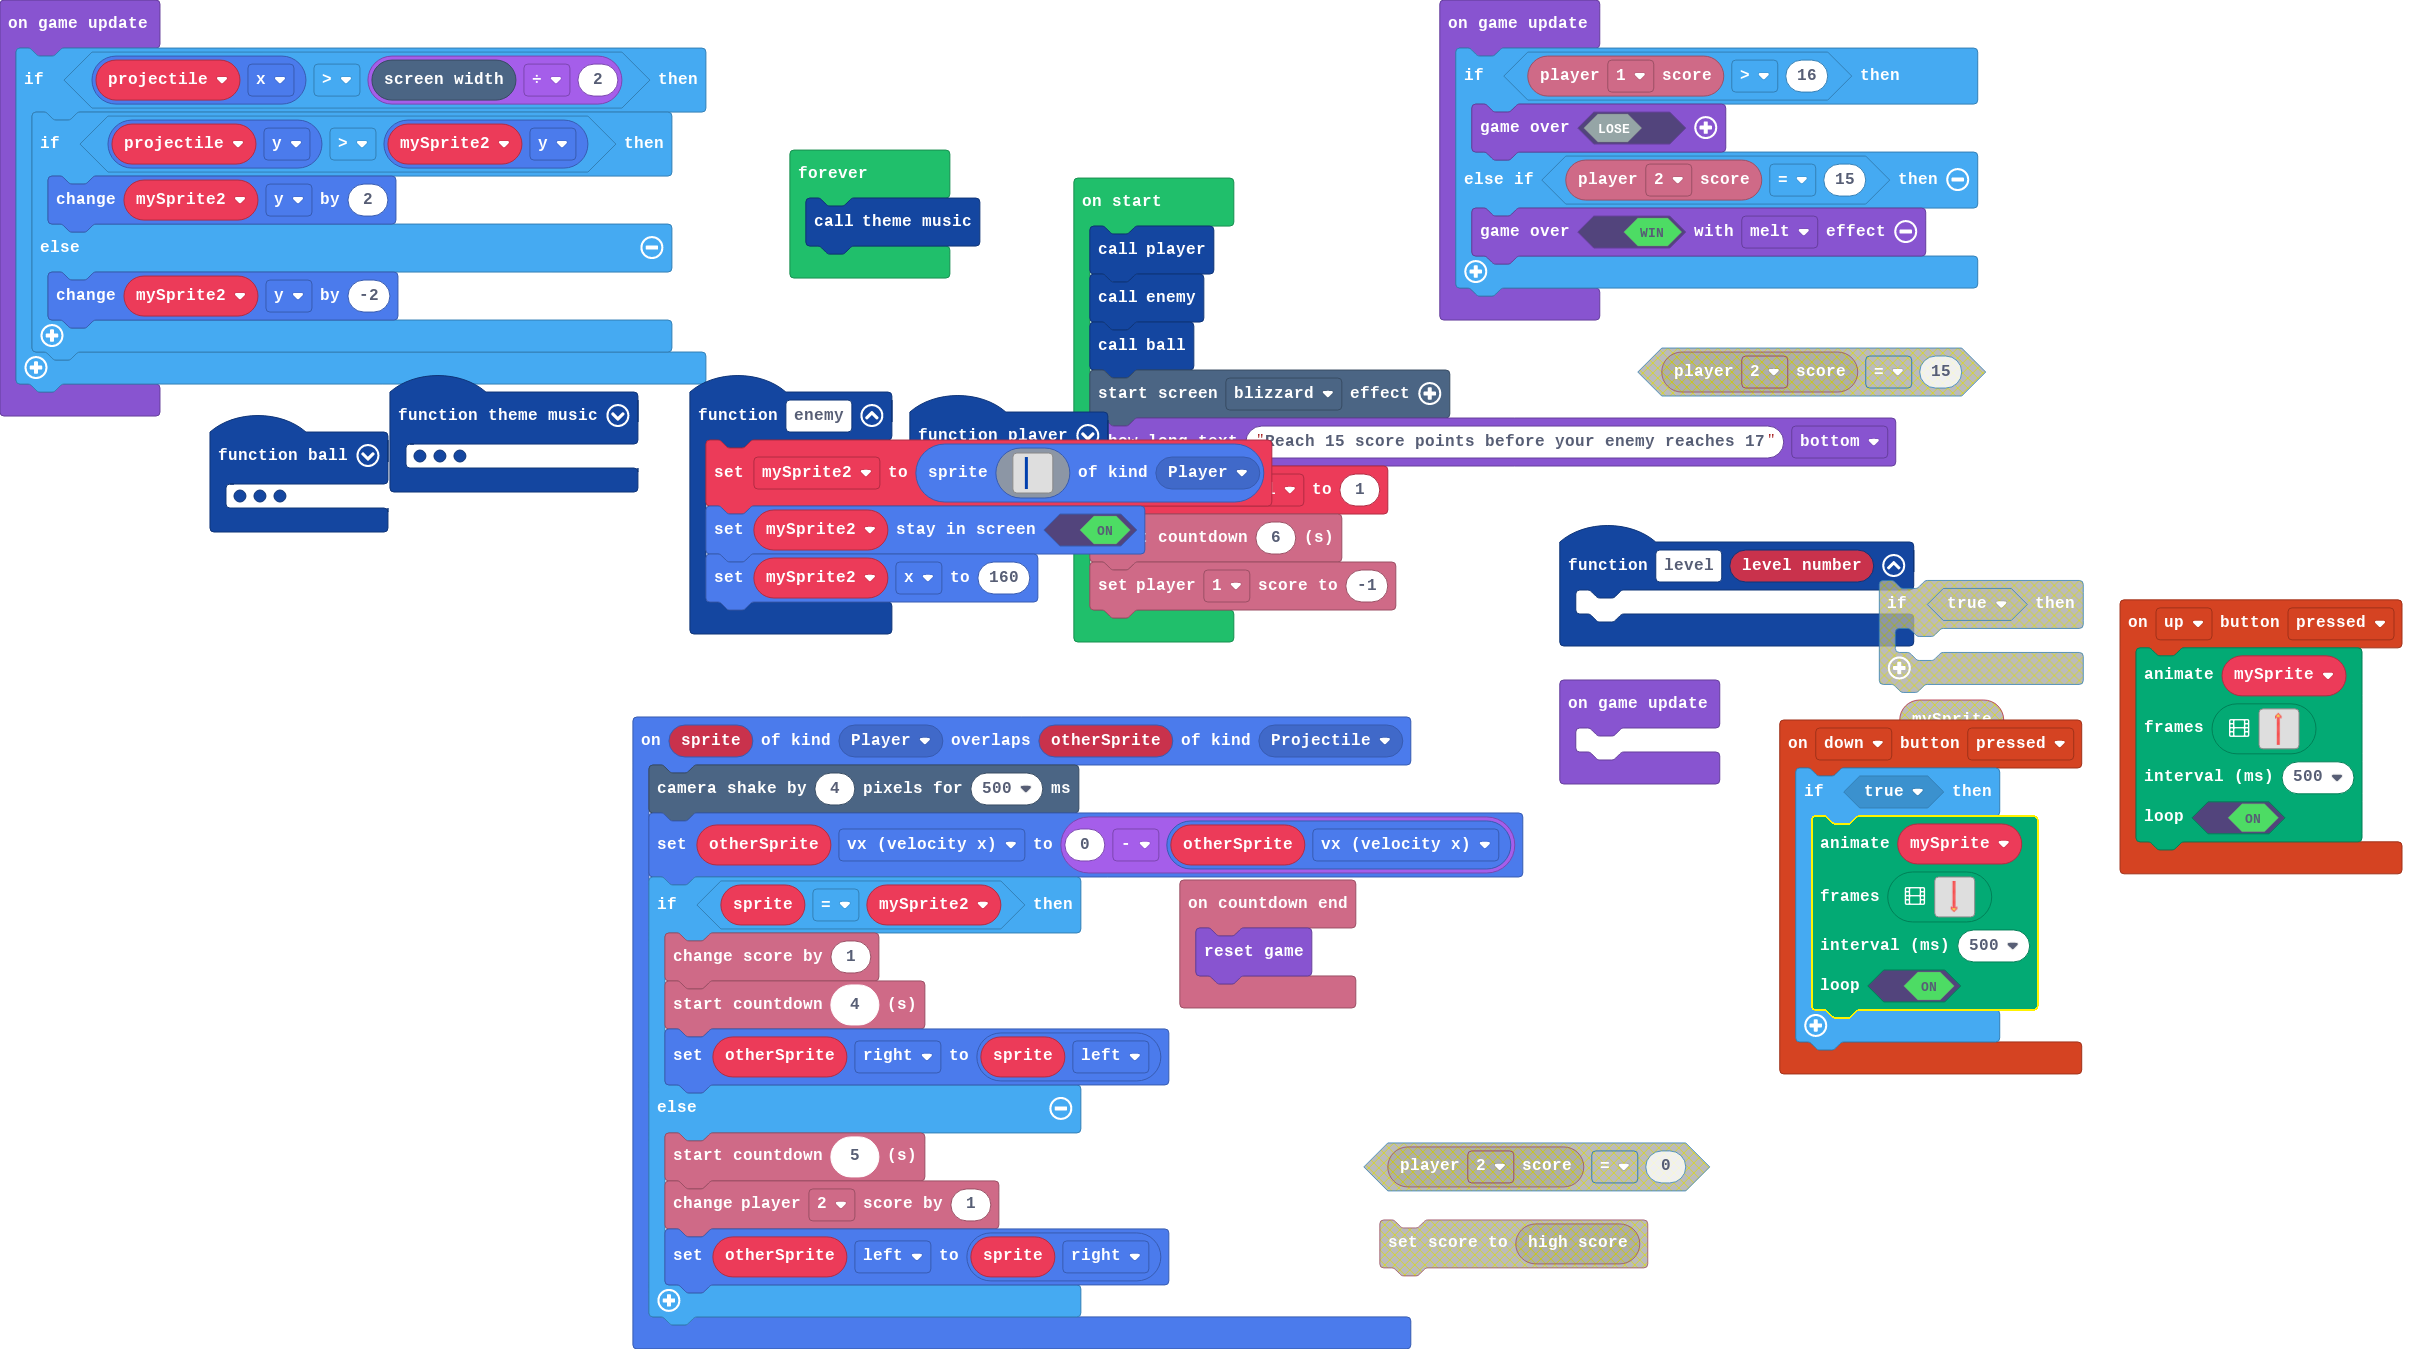 on game update
if projectile x > screen width ÷ 2 then
if projectile y > mySprite2 y then
change mySprite2 y by 2
else
change mySprite2 y by -2
forever
call theme music
on start
call player
call enemy
call ball
start screen blizzard effect
long text "Reach 15 score points before your enemy reaches 17" bottom
to 1
countdown 6 (s)
set player 1 score to -1
on game update
if player 1 score > 16 then
game over LOSE
else if player 2 score = 15 then
game over WIN with melt effect
player 2 score = 15
function ball
function theme music
function enemy
set mySprite2 to sprite of kind Player
set mySprite2 stay in screen ON
set mySprite2 x to 160
function player
function level level number
if true then
on game update
mySprite
on down button pressed
if true then
animate mySprite
frames
interval (ms) 500
loop ON
on up button pressed
animate mySprite
frames
interval (ms) 500
loop ON
on sprite of kind Player overlaps otherSprite of kind Projectile
camera shake by 4 pixels for 500 ms
set otherSprite vx (velocity x) to 0 - otherSprite vx (velocity x)
if sprite = mySprite2 then
change score by 1
start countdown 4 (s)
set otherSprite right to sprite left
else
start countdown 5 (s)
change player 2 score by 1
set otherSprite left to sprite right
on countdown end
reset game
player 2 score = 0
set score to high score